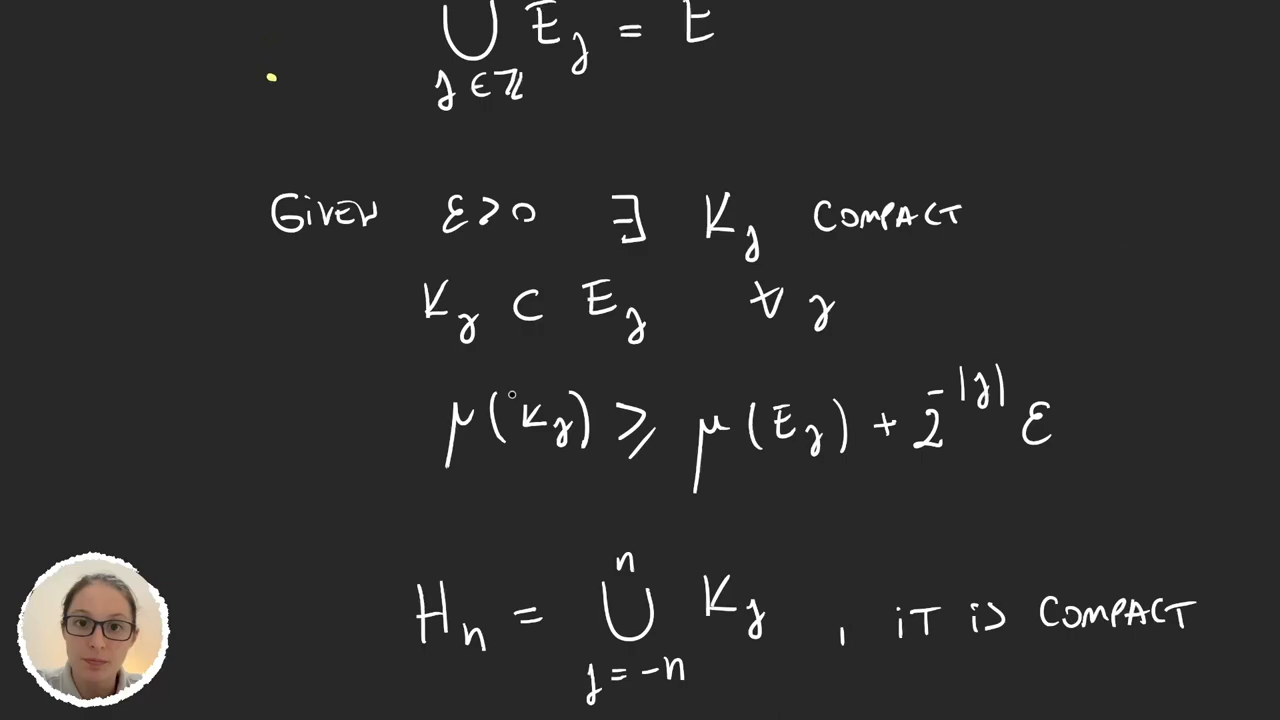 ⋃ E_j = E
j ∈ ℤ
GIVEN ε > 0 ∃ K_j COMPACT
K_j ⊂ E_j ∀ j
μ(K_j) ⩾ μ(E_j) + 2^{-|j|} ε
n
H_n = ⋃ K_j , IT IS COMPACT
j = -n